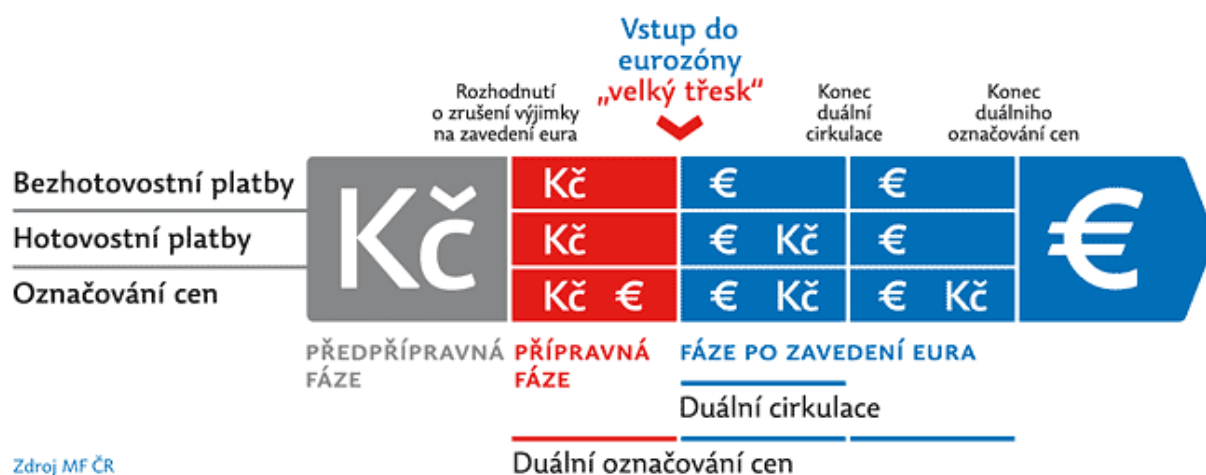 Vstup do
eurozóny
„velký třesk“
Rozhodnutí
o zrušení výjimky
na zavedení eura
Konec
duální
cirkulace
Konec
duálniho
označování cen
Bezhotovostní platby
Kč
Kč
€
€
€
Hotovostní platby
Kč
€ Kč
€
Označování cen
Kč €
€ Kč
€ Kč
PŘEDPŘÍPRAVNÁ
FÁZE
PŘÍPRAVNÁ
FÁZE
FÁZE PO ZAVEDENÍ EURA
Duální cirkulace
Duální označování cen
Zdroj MF ČR